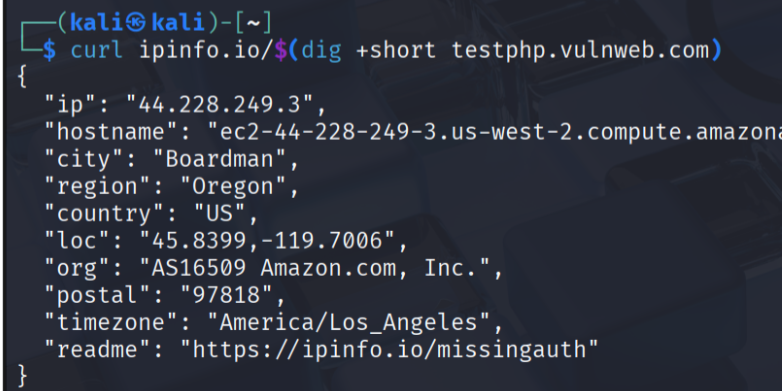 ┌──(kali㉿kali)-[~]
└─$ curl ipinfo.io/$(dig +short testphp.vulnweb.com)
{
  "ip": "44.228.249.3",
  "hostname": "ec2-44-228-249-3.us-west-2.compute.amazona
  "city": "Boardman",
  "region": "Oregon",
  "country": "US",
  "loc": "45.8399,-119.7006",
  "org": "AS16509 Amazon.com, Inc.",
  "postal": "97818",
  "timezone": "America/Los_Angeles",
  "readme": "https://ipinfo.io/missingauth"
}